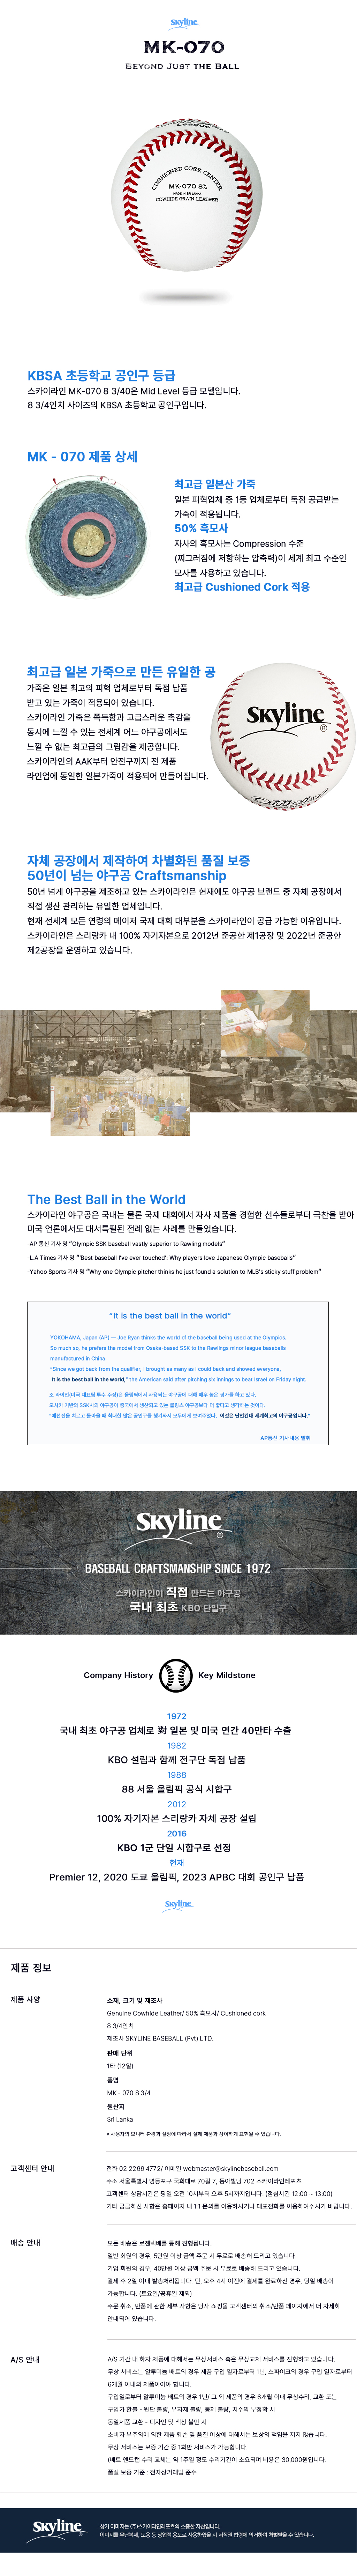 Skyline
MK-070
Beyond Just the Ball
League
CUSHIONED CORK CENTER
MK-070 8¾
MADE IN SRI LANKA
COWHIDE GRAIN LEATHER
KBSA 초등학교 공인구 등급
스카이라인 MK-070 8 3/40은 Mid Level 등급 모델입니다.
8 3/4인치 사이즈의 KBSA 초등학교 공인구입니다.
MK - 070 제품 상세
최고급 일본산 가죽
일본 피혁업체 중 1등 업체로부터 독점 공급받는
가죽이 적용됩니다.
50% 흑모사
자사의 흑모사는 Compression 수준
(찌그러짐에 저항하는 압축력)이 세계 최고 수준인
모사를 사용하고 있습니다.
최고급 Cushioned Cork 적용
최고급 일본 가죽으로 만든 유일한 공
가죽은 일본 최고의 피혁 업체로부터 독점 납품
받고 있는 가죽이 적용되어 있습니다.
스카이라인 가죽은 쪽득함과 고급스러운 촉감을
동시에 느낄 수 있는 전세계 어느 야구공에서도
느낄 수 없는 최고급의 그립감을 제공합니다.
스카이라인의 AAK부터 안전구까지 전 제품
라인업에 동일한 일본가죽이 적용되어 만들어집니다.
Skyline®
자체 공장에서 제작하여 차별화된 품질 보증
50년이 넘는 야구공 Craftsmanship
50년 넘게 야구공을 제조하고 있는 스카이라인은 현재에도 야구공 브랜드 중 자체 공장에서
직접 생산 관리하는 유일한 업체입니다.
현재 전세계 모든 연령의 메이저 국제 대회 대부분을 스카이라인이 공급 가능한 이유입니다.
스카이라인은 스리랑카 내 100% 자기자본으로 2012년 준공한 제1공장 및 2022년 준공한
제2공장을 운영하고 있습니다.
The Best Ball in the World
스카이라인 야구공은 국내는 물론 국제 대회에서 자사 제품을 경험한 선수들로부터 극찬을 받아
미국 언론에서도 대서특필된 전례 없는 사례를 만들었습니다.
-AP 통신 기사 명 "Olympic SSK baseball vastly superior to Rawling models"
-L.A Times 기사 명 "'Best baseball I've ever touched': Why players love Japanese Olympic baseballs"
-Yahoo Sports 기사 명 "Why one Olympic pitcher thinks he just found a solution to MLB's sticky stuff problem"
"It is the best ball in the world"
YOKOHAMA, Japan (AP) — Joe Ryan thinks the world of the baseball being used at the Olympics.
So much so, he prefers the model from Osaka-based SSK to the Rawlings minor league baseballs
manufactured in China.
"Since we got back from the qualifier, I brought as many as I could back and showed everyone,
It is the best ball in the world," the American said after pitching six innings to beat Israel on Friday night.
조 라이언(미국 대표팀 투수 주장)은 올림픽에서 사용되는 야구공에 대해 매우 높은 평가를 하고 있다.
오사카 기반의 SSK사의 야구공이 중국에서 생산되고 있는 롤링스 야구공보다 더 좋다고 생각하는 것이다.
"예선전을 치르고 돌아올 때 최대한 많은 공인구를 챙겨와서 모두에게 보여주었다. 이것은 단언컨대 세계최고의 야구공입니다."
AP통신 기사내용 발취
Skyline®
BASEBALL CRAFTSMANSHIP SINCE 1972
스카이라인이 직접 만드는 야구공
국내 최초 KBO 단일구
Company History Key Mildstone
1972
국내 최초 야구공 업체로 對 일본 및 미국 연간 40만타 수출
1982
KBO 설립과 함께 전구단 독점 납품
1988
88 서울 올림픽 공식 시합구
2012
100% 자기자본 스리랑카 자체 공장 설립
2016
KBO 1군 단일 시합구로 선정
현재
Premier 12, 2020 도쿄 올림픽, 2023 APBC 대회 공인구 납품
Skyline
제품 정보
제품 사양
소재, 크기 및 제조사
Genuine Cowhide Leather/ 50% 흑모사/ Cushioned cork
8 3/4인치
제조사 SKYLINE BASEBALL (Pvt) LTD.
판매 단위
1타 (12알)
품명
MK - 070 8 3/4
원산지
Sri Lanka
* 사용자의 모니터 환경과 설정에 따라서 실제 제품과 상이하게 표현될 수 있습니다.
고객센터 안내
전화 02 2266 4772/ 이메일 webmaster@skylinebaseball.com
주소 서울특별시 영등포구 국회대로 70길 7, 동아빌딩 702 스카이라인레포츠
고객센터 상담시간은 평일 오전 10시부터 오후 5시까지입니다. (점심시간 12:00 ~ 13:00)
기타 궁금하신 사항은 홈페이지 내 1:1 문의를 이용하시거나 대표전화를 이용하여주시기 바랍니다.
배송 안내
모든 배송은 로젠택배를 통해 진행됩니다.
일반 회원의 경우, 5만원 이상 금액 주문 시 무료로 배송해 드리고 있습니다.
기업 회원의 경우, 40만원 이상 금액 주문 시 무료로 배송해 드리고 있습니다.
결제 후 2일 이내 발송처리됩니다. 단, 오후 4시 이전에 결제를 완료하신 경우, 당일 배송이
가능합니다. (토요일/공휴일 제외)
주문 취소, 반품에 관한 세부 사항은 당사 쇼핑몰 고객센터의 취소/반품 페이지에서 더 자세히
안내되어 있습니다.
A/S 안내
A/S 기간 내 하자 제품에 대해서는 무상서비스 혹은 무상교체 서비스를 진행하고 있습니다.
무상 서비스는 알루미늄 배트의 경우 제품 구입 일자로부터 1년, 스파이크의 경우 구입 일자로부터
6개월 이내의 제품이어야 합니다.
구입일로부터 알루미늄 배트의 경우 1년/ 그 외 제품의 경우 6개월 이내 무상수리, 교환 또는
구입가 환불 - 원단 불량, 부자재 불량, 봉제 불량, 치수의 부정확 시
동일제품 교환 - 디자인 및 색상 불만 시
소비자 부주의에 의한 제품 훼손 및 품질 이상에 대해서는 보상의 책임을 지지 않습니다.
무상 서비스는 보증 기간 중 1회만 서비스가 가능합니다.
(배트 엔드캡 수리 교체는 약 1주일 정도 수리기간이 소요되며 비용은 30,000원입니다.
품질 보증 기준 : 전자상거래법 준수
Skyline®
상기 이미지는 (주)스카이라인레포츠의 소중한 자산입니다.
이미지를 무단복제, 도용 등 상업적 용도로 사용하였을 시 저작권 법령에 의거하여 처벌받을 수 있습니다.